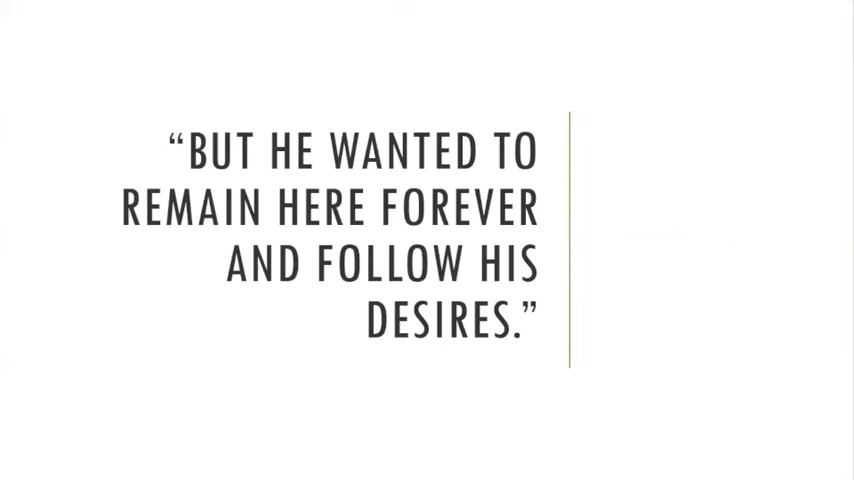 “BUT HE WANTED TO
REMAIN HERE FOREVER
AND FOLLOW HIS
DESIRES.”